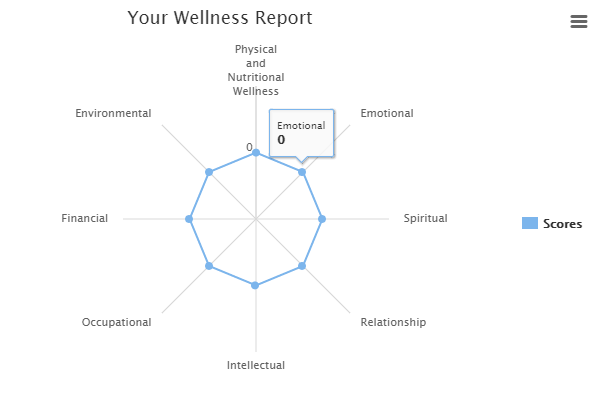 Your Wellness Report
Physical
and
Nutritional
Wellness
Environmental
Emotional
Emotional
0
0
Financial
Spiritual
Scores
Occupational
Relationship
Intellectual